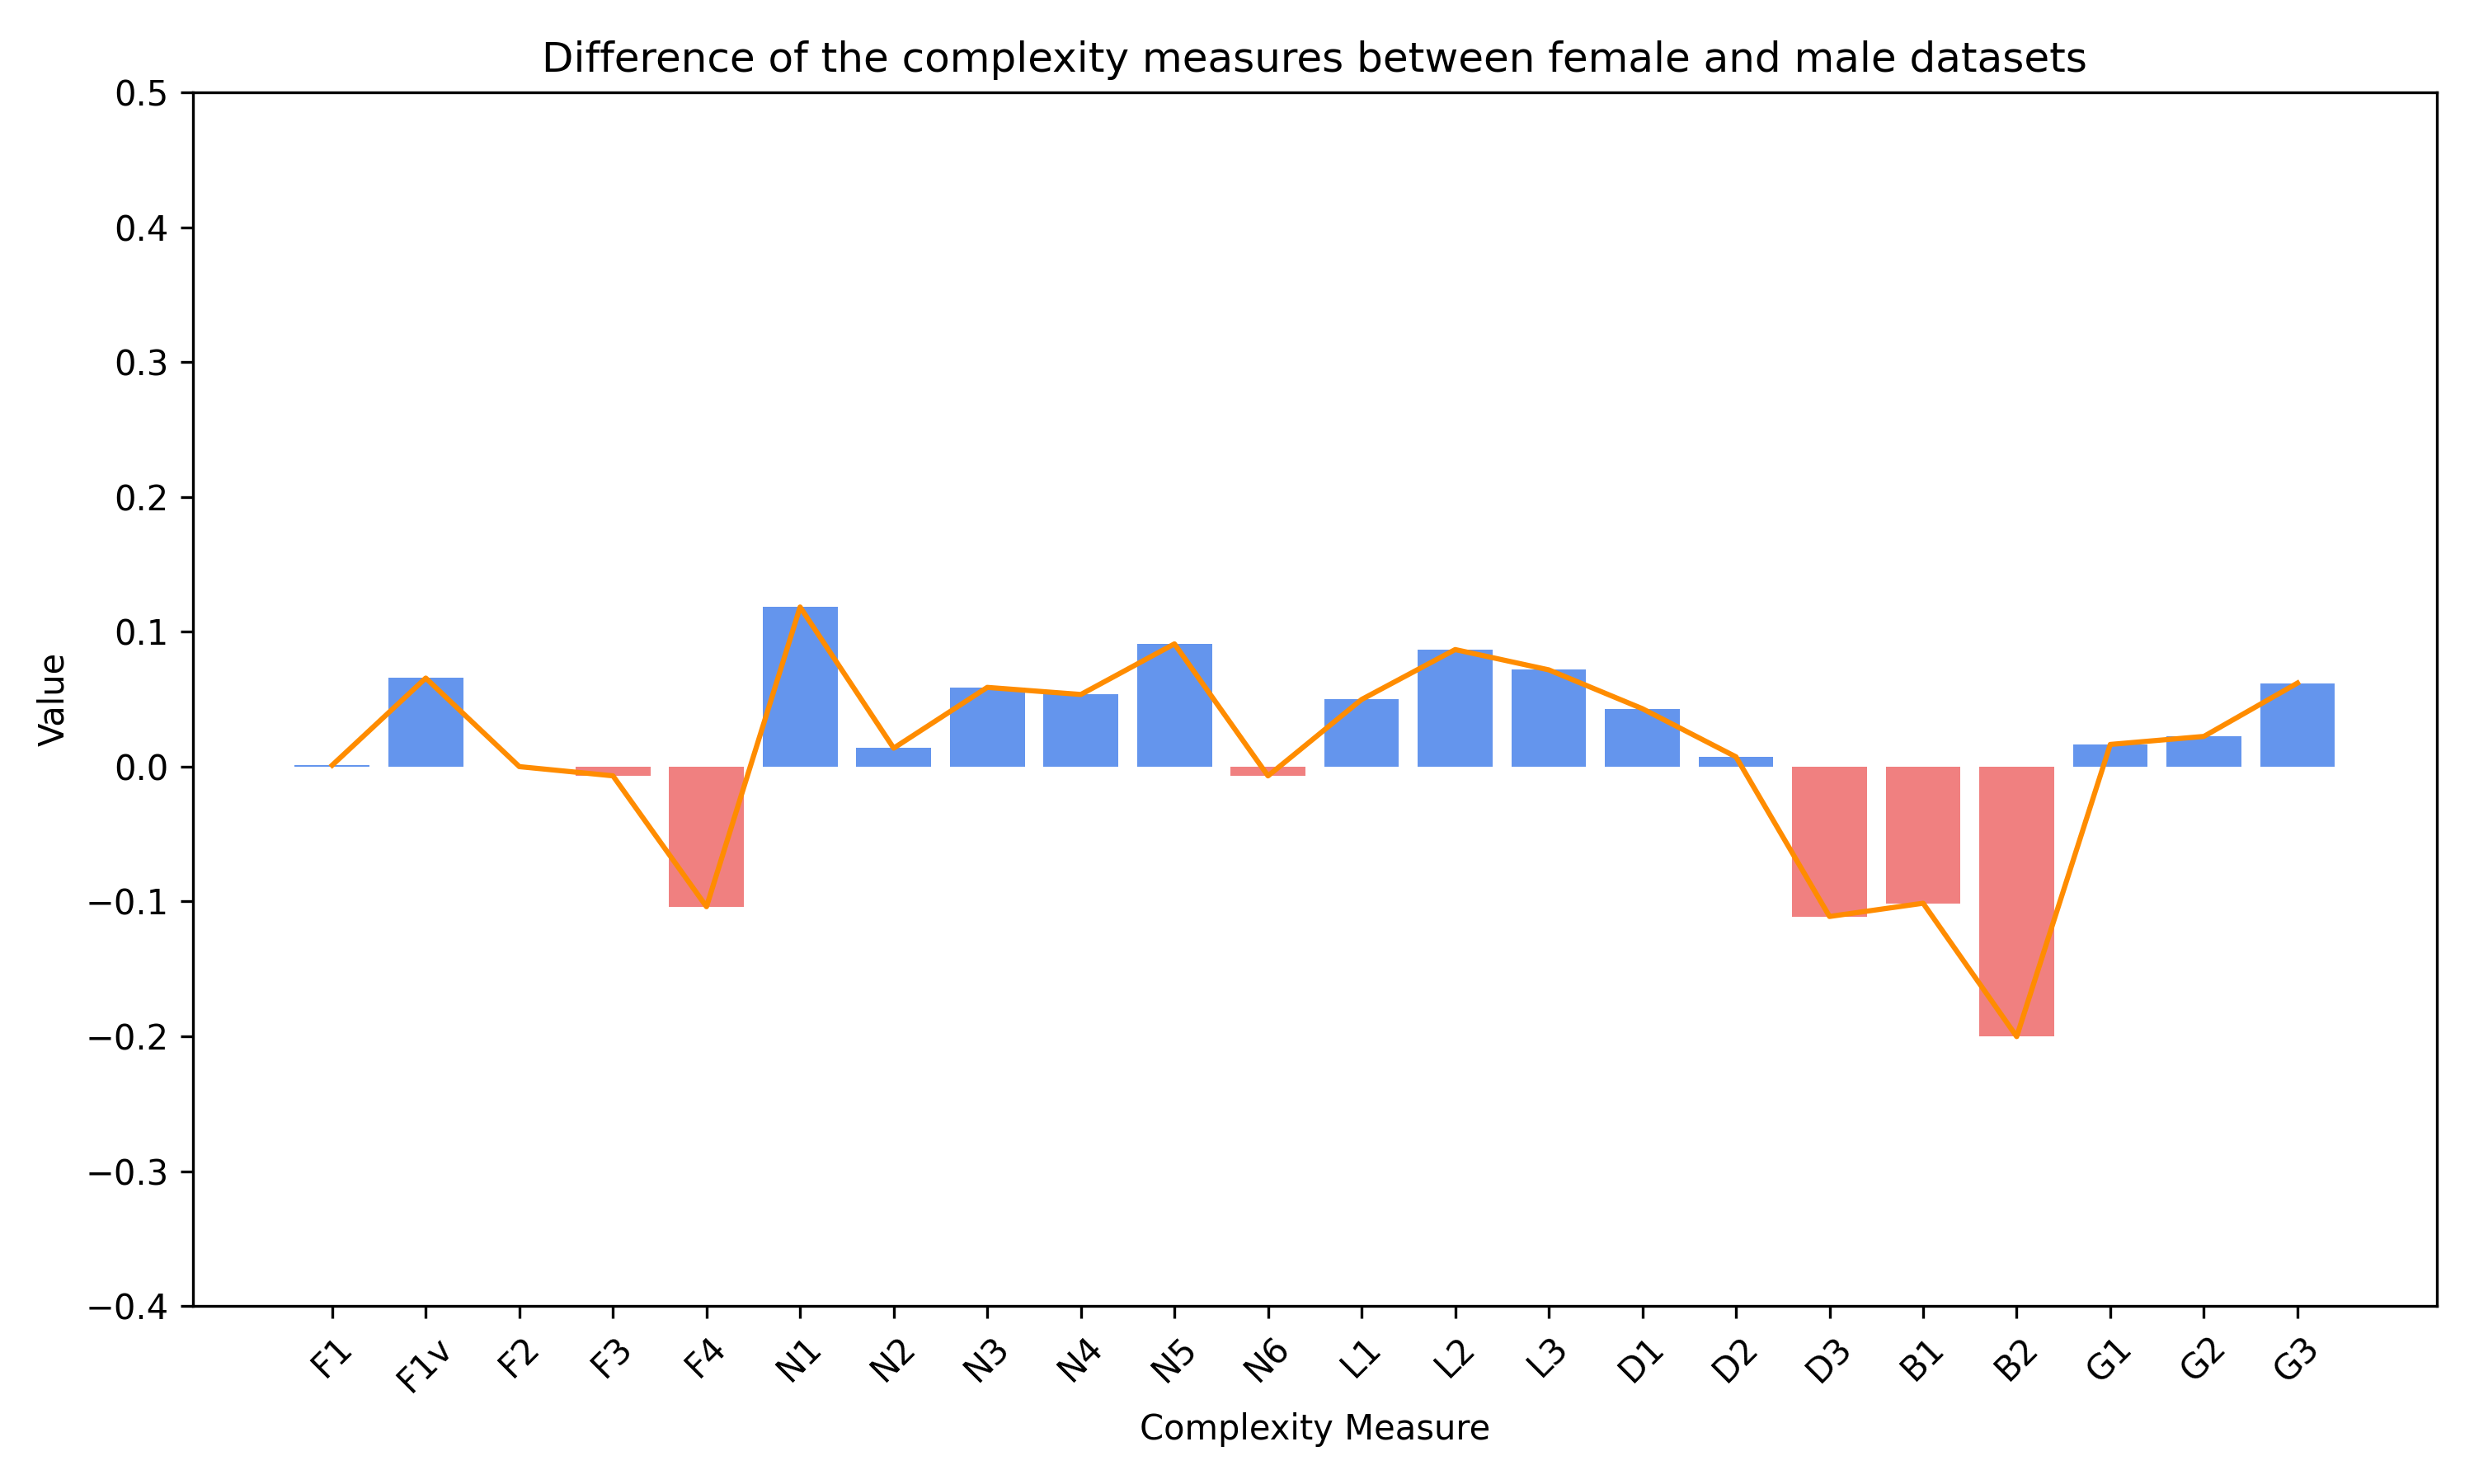 Difference of the complexity measures between female and male datasets
0.5
0.4
0.3
0.2
0.1
0.0
−0.1
−0.2
−0.3
−0.4
Value
F1 F1v F2 F3 F4 N1 N2 N3 N4 N5 N6 L1 L2 L3 D1 D2 D3 B1 B2 G1 G2 G3
Complexity Measure